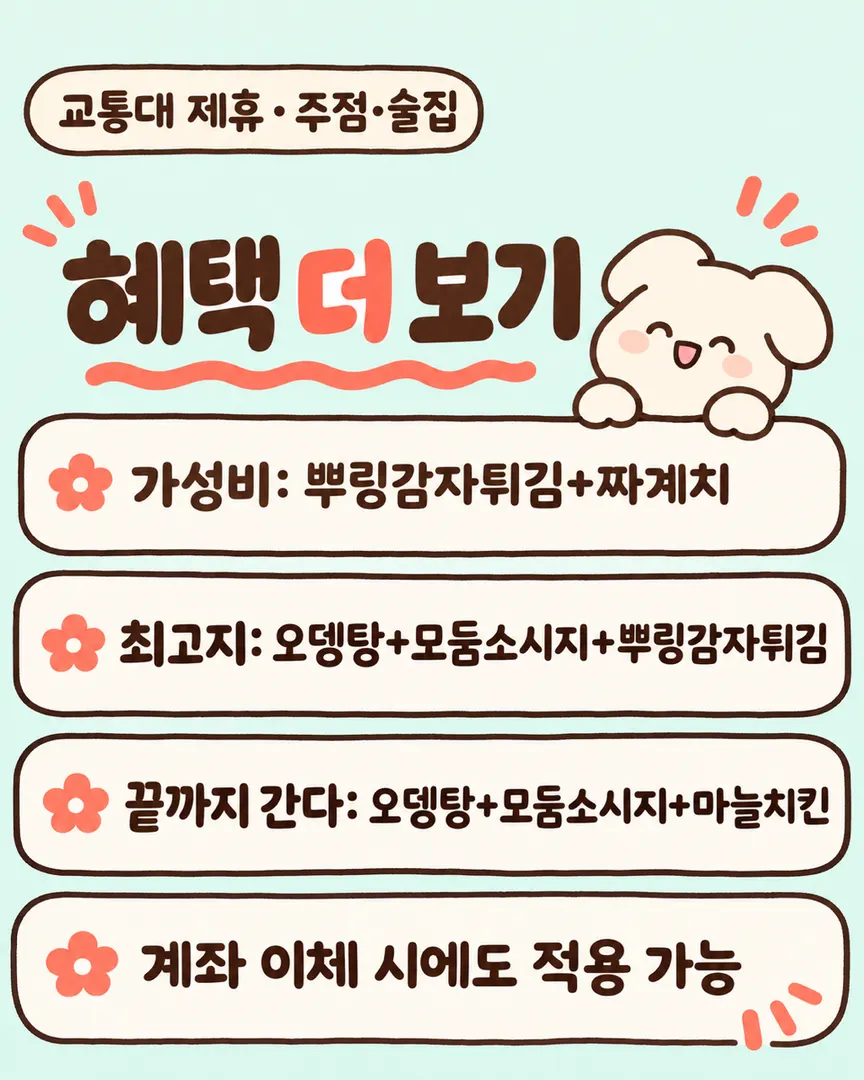 교통대 제휴 · 주점·술집
혜택 더 보기
가성비: 뿌링감자튀김+짜계치
최고지: 오뎅탕+모둠소시지+뿌링감자튀김
끝까지 간다: 오뎅탕+모둠소시지+마늘치킨
계좌 이체 시에도 적용 가능